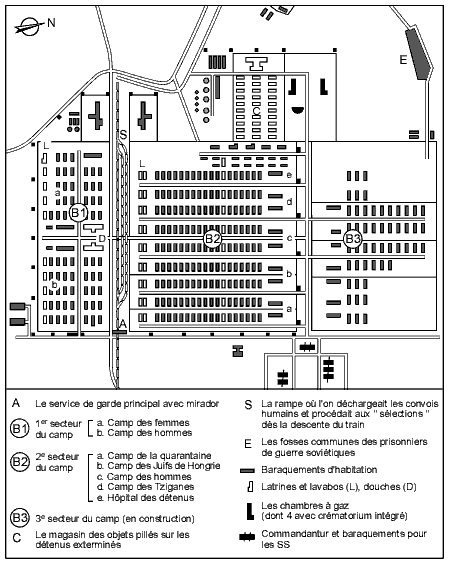 N
E
C
S
L
L
a
e
B1
d
D
B2
c
B3
b
b
a
A
A Le service de garde principal avec mirador
B1 1er secteur du camp
a. Camp des femmes
b. Camp des hommes
B2 2e secteur du camp
a. Camp de la quarantaine
b. Camp des Juifs de Hongrie
c. Camp des hommes
d. Camp des Tziganes
e. Hôpital des détenus
B3 3e secteur du camp (en construction)
C Le magasin des objets pillés sur les
détenus exterminés
S La rampe où l'on déchargeait les convois
humains et procédait aux " sélections "
dès la descente du train
E Les fosses communes des prisonniers
de guerre soviétiques
Baraquements d'habitation
Latrines et lavabos (L), douches (D)
Les chambres à gaz
(dont 4 avec crématorium intégré)
Commandantur et baraquements pour
les SS